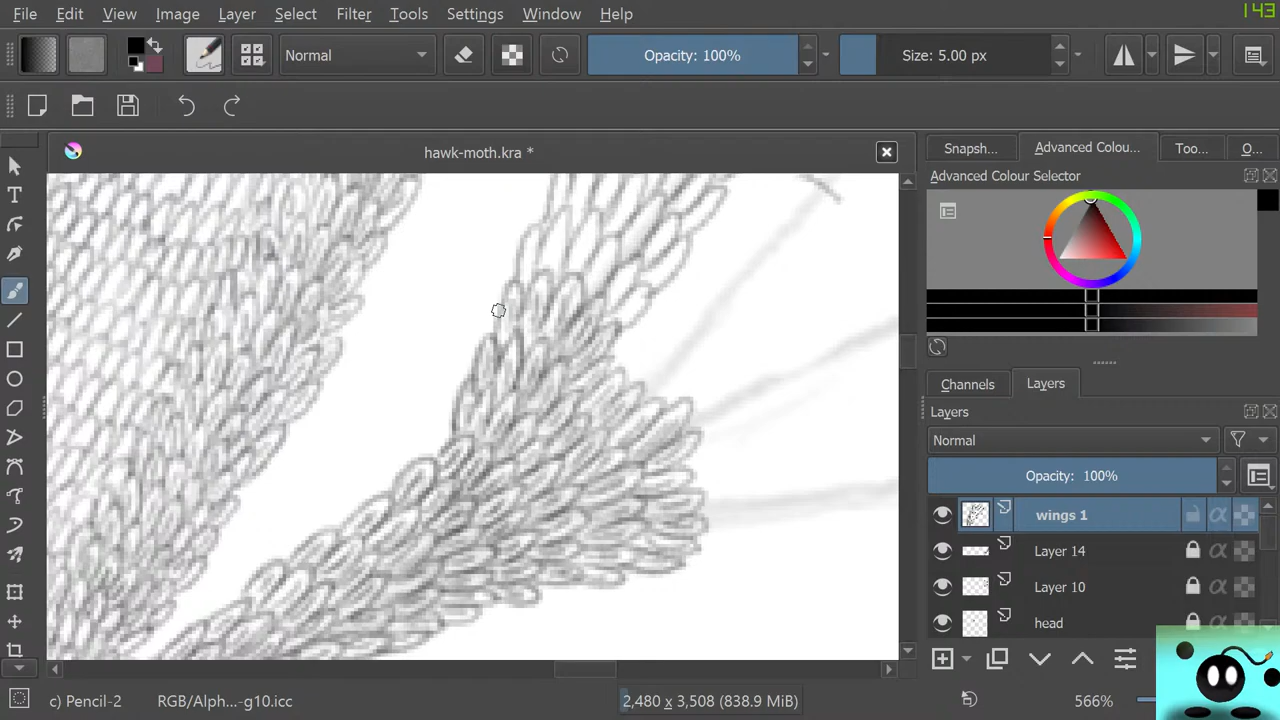 File Edit View Image Layer Select Filter Tools Settings Window Help
143
Normal Opacity: 100% Size: 5.00 px
hawk-moth.kra *
Snapsh... Advanced Colou... Too... O...
Advanced Colour Selector
Channels Layers
Layers
Normal
Opacity: 100%
wings 1
Layer 14
Layer 10
head
c) Pencil-2 RGB/Alph...-g10.icc 2,480 x 3,508 (838.9 MiB) 566%